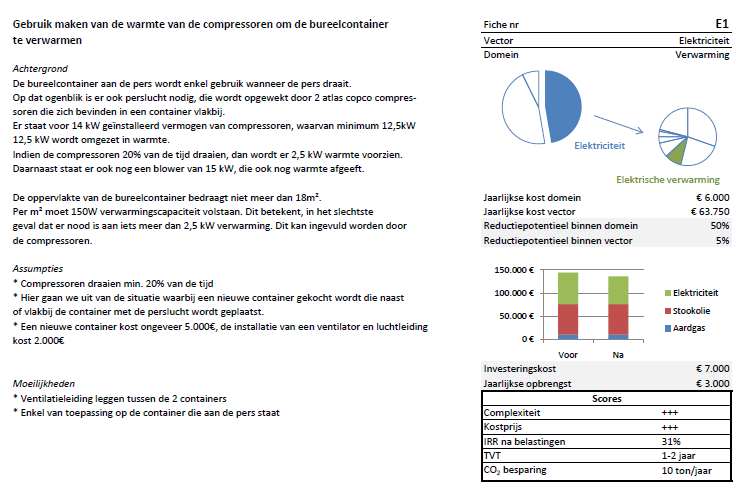 Gebruik maken van de warmte van de compressoren om de bureelcontainer
te verwarmen
Achtergrond
De bureelcontainer aan de pers wordt enkel gebruik wanneer de pers draait.
Op dat ogenblik is er ook perslucht nodig, die wordt opgewekt door 2 atlas copco compres-
soren die zich bevinden in een container vlakbij.
Er staat voor 14 kW geïnstalleerd vermogen van compressoren, waarvan minimum 12,5kW
12,5 kW wordt omgezet in warmte.
Indien de compressoren 20% van de tijd draaien, dan wordt er 2,5 kW warmte voorzien.
Daarnaast staat er ook nog een blower van 15 kW, die ook nog warmte afgeeft.
De oppervlakte van de bureelcontainer bedraagt niet meer dan 18m².
Per m² moet 150W verwarmingscapaciteit volstaan. Dit betekent, in het slechtste
geval dat er nood is aan iets meer dan 2,5 kW verwarming. Dit kan ingevuld worden door
de compressoren.
Assumpties
* Compressoren draaien min. 20% van de tijd
* Hier gaan we uit van de situatie waarbij een nieuwe container gekocht wordt die naast
of vlakbij de container met de perslucht wordt geplaatst.
* Een nieuwe container kost ongeveer 5.000€, de installatie van een ventilator en luchtleiding
kost 2.000€
Moeilijkheden
* Ventilatieleiding leggen tussen de 2 containers
* Enkel van toepassing op de container die aan de pers staat
Fiche nr E1
Vector Elektriciteit
Domein Verwarming
Elektriciteit
Elektrische verwarming
Jaarlijkse kost domein € 6.000
Jaarlijkse kost vector € 63.750
Reductiepotentieel binnen domein 50%
Reductiepotentieel binnen vector 5%
150.000 €
100.000 €
50.000 €
0 €
Voor Na
Elektriciteit
Stookolie
Aardgas
Investeringskost € 7.000
Jaarlijkse opbrengst € 3.000
Scores
Complexiteit +++
Kostprijs +++
IRR na belastingen 31%
TVT 1-2 jaar
CO₂ besparing 10 ton/jaar